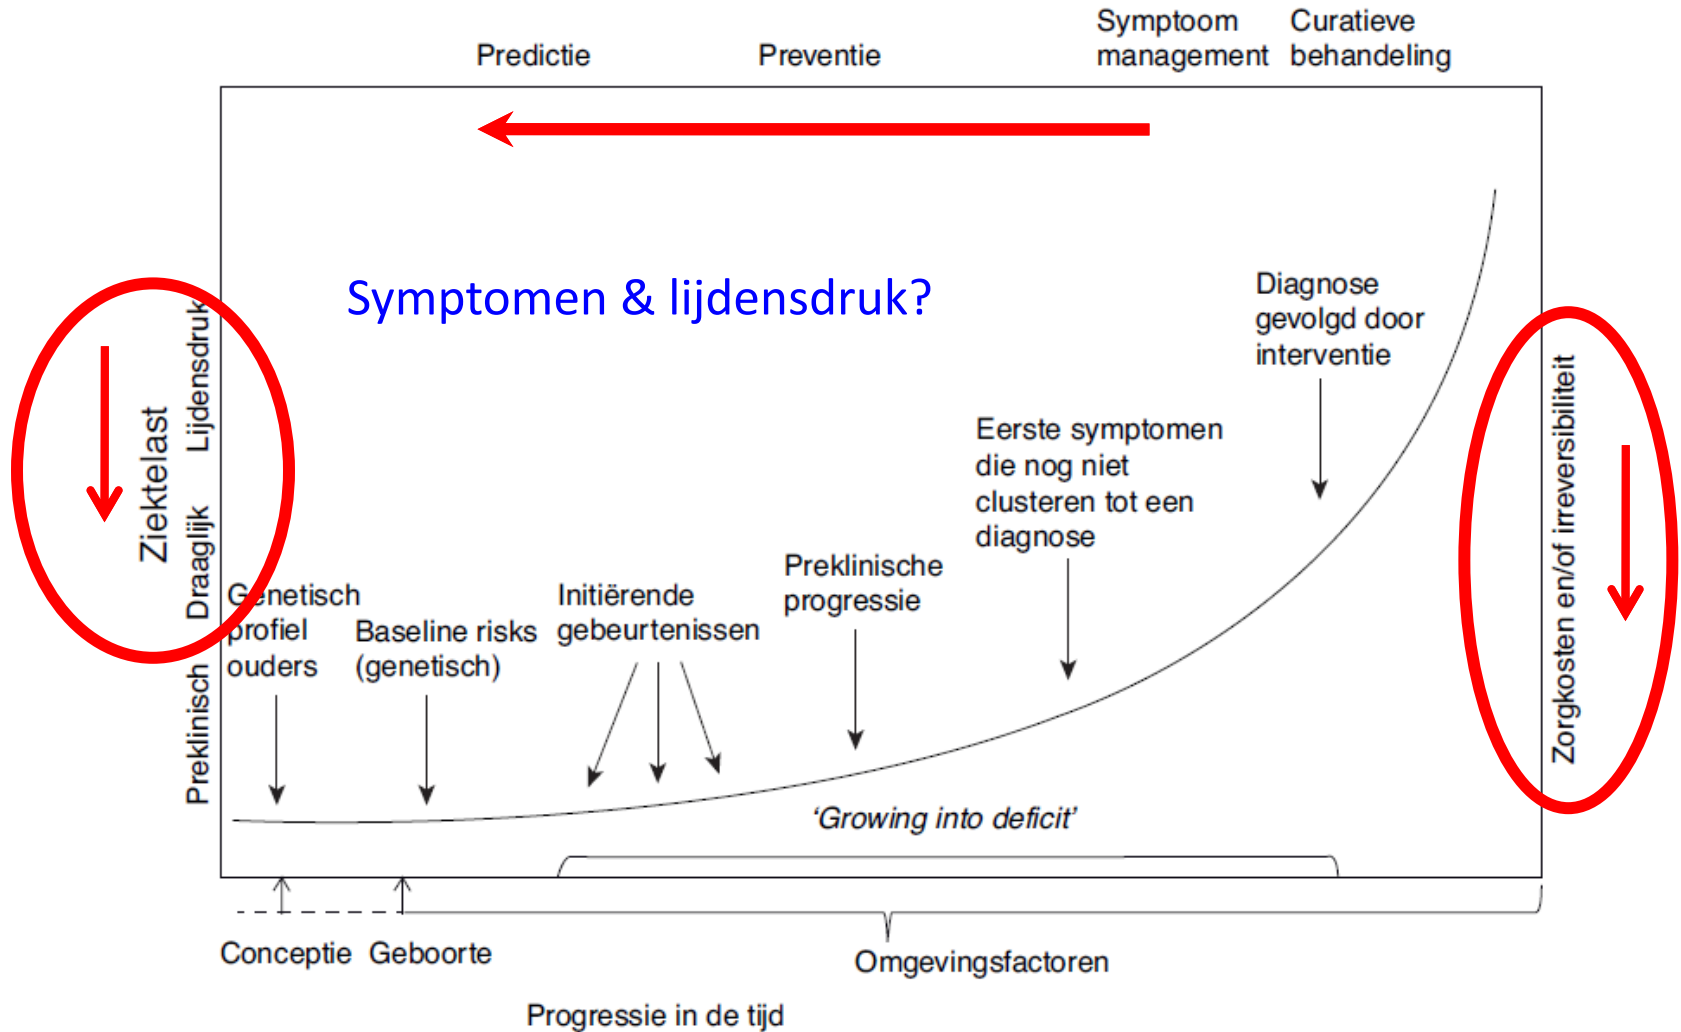 Predictie
Preventie
Symptoom
management
Curatieve
behandeling
Symptomen & lijdensdruk?
Ziektelast
Preklinisch Draaglijk Lijdensdruk
Genetisch
profiel
ouders
Baseline risks
(genetisch)
Initiërende
gebeurtenissen
Preklinische
progressie
Eerste symptomen
die nog niet
clusteren tot een
diagnose
Diagnose
gevolgd door
interventie
Zorgkosten en/of irreversibiliteit
‘Growing into deficit’
Conceptie
Geboorte
Omgevingsfactoren
Progressie in de tijd